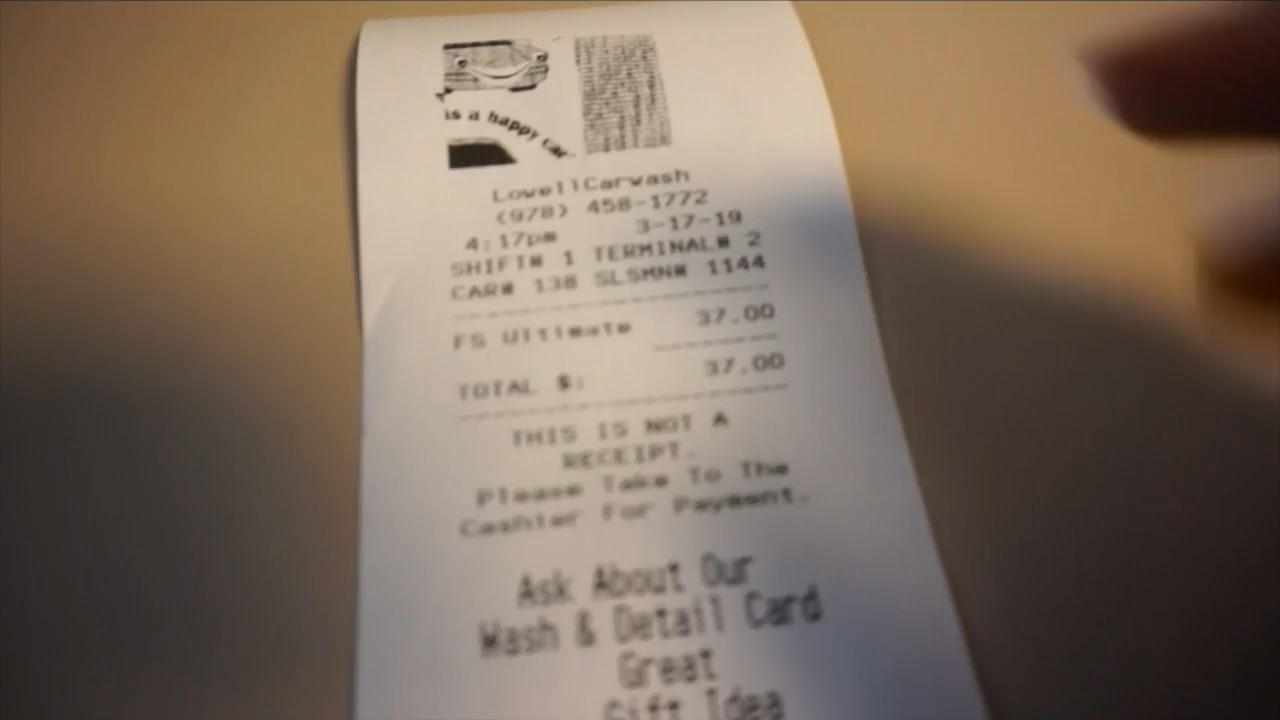 is a happy car.
LowellCarwash
(978) 458-1772
4:17pm 3-17-19
SHIFT# 1 TERMINAL# 2
CAR# 138 SLSMN# 1144
FS Ultimate 37.00
TOTAL $: 37.00
THIS IS NOT A
RECEIPT.
Please Take To The
Cashier For Payment.
Ask About Our
Wash & Detail Card
Great
Gift Idea